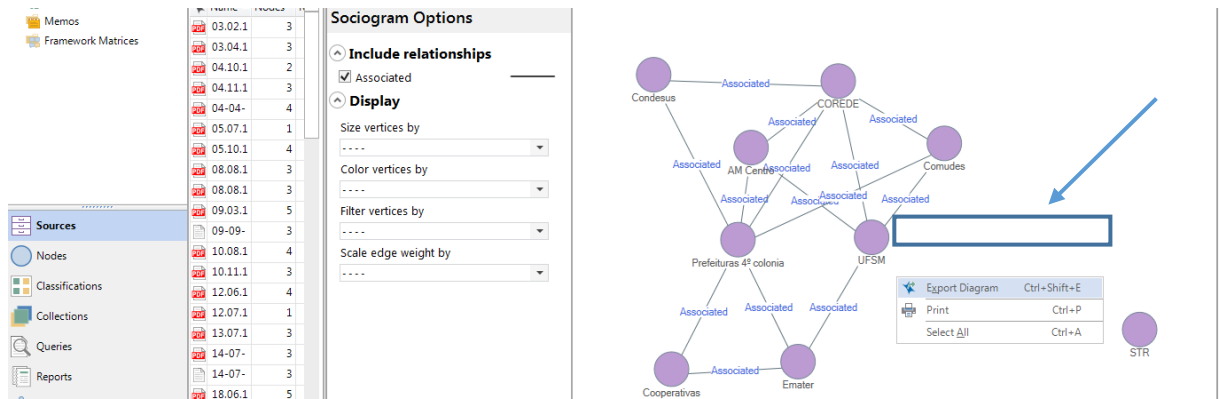 Name Nodes
Memos
Framework Matrices
03.02.1 3
03.04.1 3
04.10.1 2
04.11.1 3
04-04- 4
05.07.1 1
05.10.1 4
08.08.1 3
08.08.1 3
09.03.1 5
09-09- 3
10.08.1 4
10.11.1 3
12.06.1 4
12.07.1 1
13.07.1 3
14-07- 3
14-07- 3
18.06.1 5
Sources
Nodes
Classifications
Collections
Queries
Reports
Sociogram Options
Include relationships
Associated
Display
Size vertices by
----
Color vertices by
----
Filter vertices by
----
Scale edge weight by
----
Condesus
Associated
COREDE
Associated
Associated
Associated
AM Centro
Associated
Associated
Comudes
Associated
Associated
Associated
Associated
Prefeituras 4º colonia
UFSM
Export Diagram Ctrl+Shift+E
Print Ctrl+P
Select All Ctrl+A
Associated
Associated
Associated
STR
Associated
Cooperativas
Emater